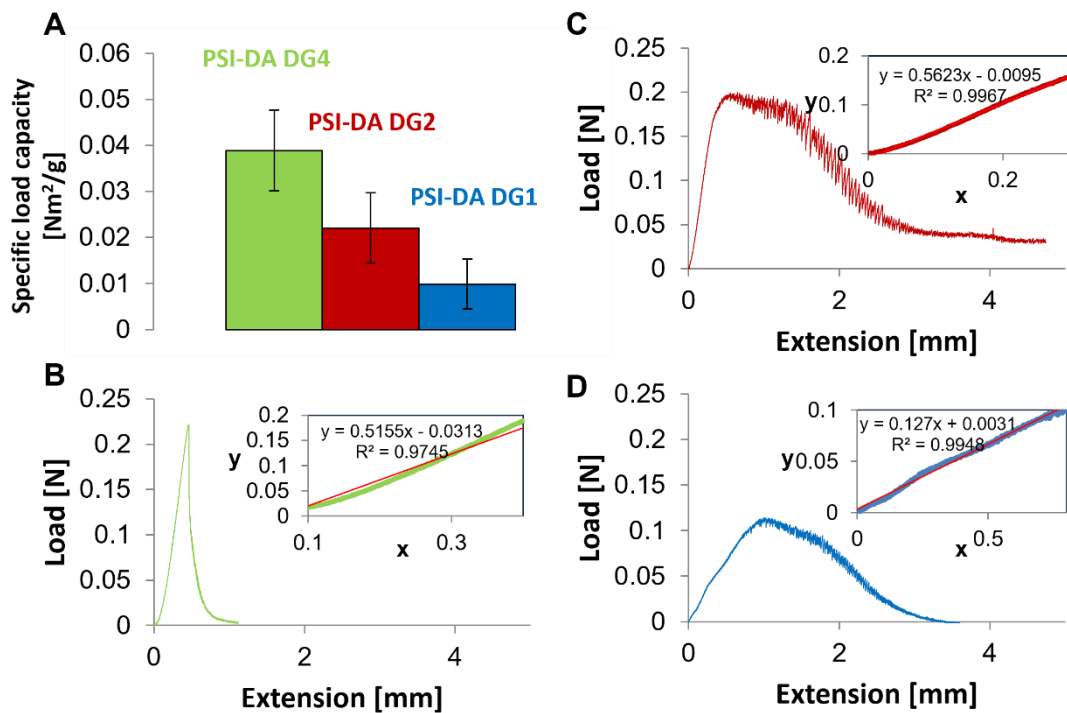 A
Specific load capacity
[Nm²/g]
0.06
0.05
0.04
0.03
0.02
0.01
0
PSI-DA DG4
PSI-DA DG2
PSI-DA DG1
B
Load [N]
0.25
0.2
0.15
0.1
0.05
0
0 2 4
Extension [mm]
y
0.2
0.15
0.1
0.05
0
y = 0.5155x - 0.0313
R² = 0.9745
0.1 0.3
x
C
Load [N]
0.25
0.2
0.15
0.1
0.05
0
0 2 4
Extension [mm]
y
0.2
0.1
0
y = 0.5623x - 0.0095
R² = 0.9967
0 0.2
x
D
Load [N]
0.25
0.2
0.15
0.1
0.05
0
0 2 4
Extension [mm]
y
0.1
0.05
0
y = 0.127x + 0.0031
R² = 0.9948
0 0.5
x